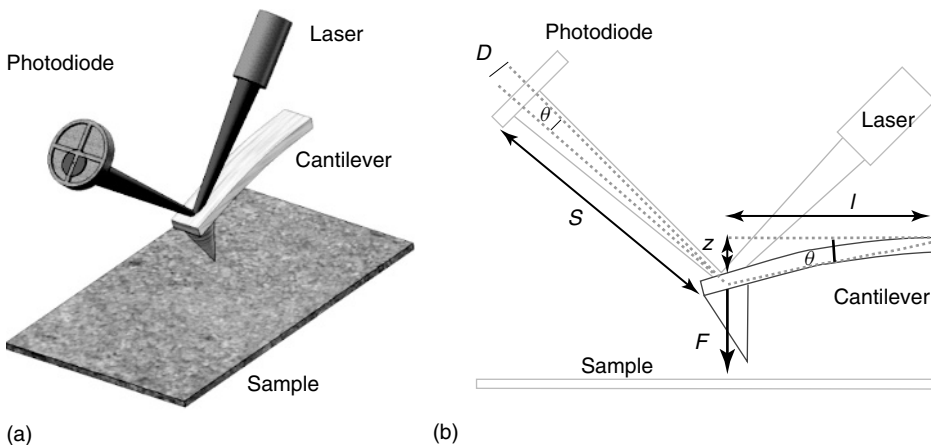 Laser
Photodiode
Cantilever
Sample
(a)
Photodiode
D
θ
Laser
S
l
z
θ
Cantilever
F
Sample
(b)